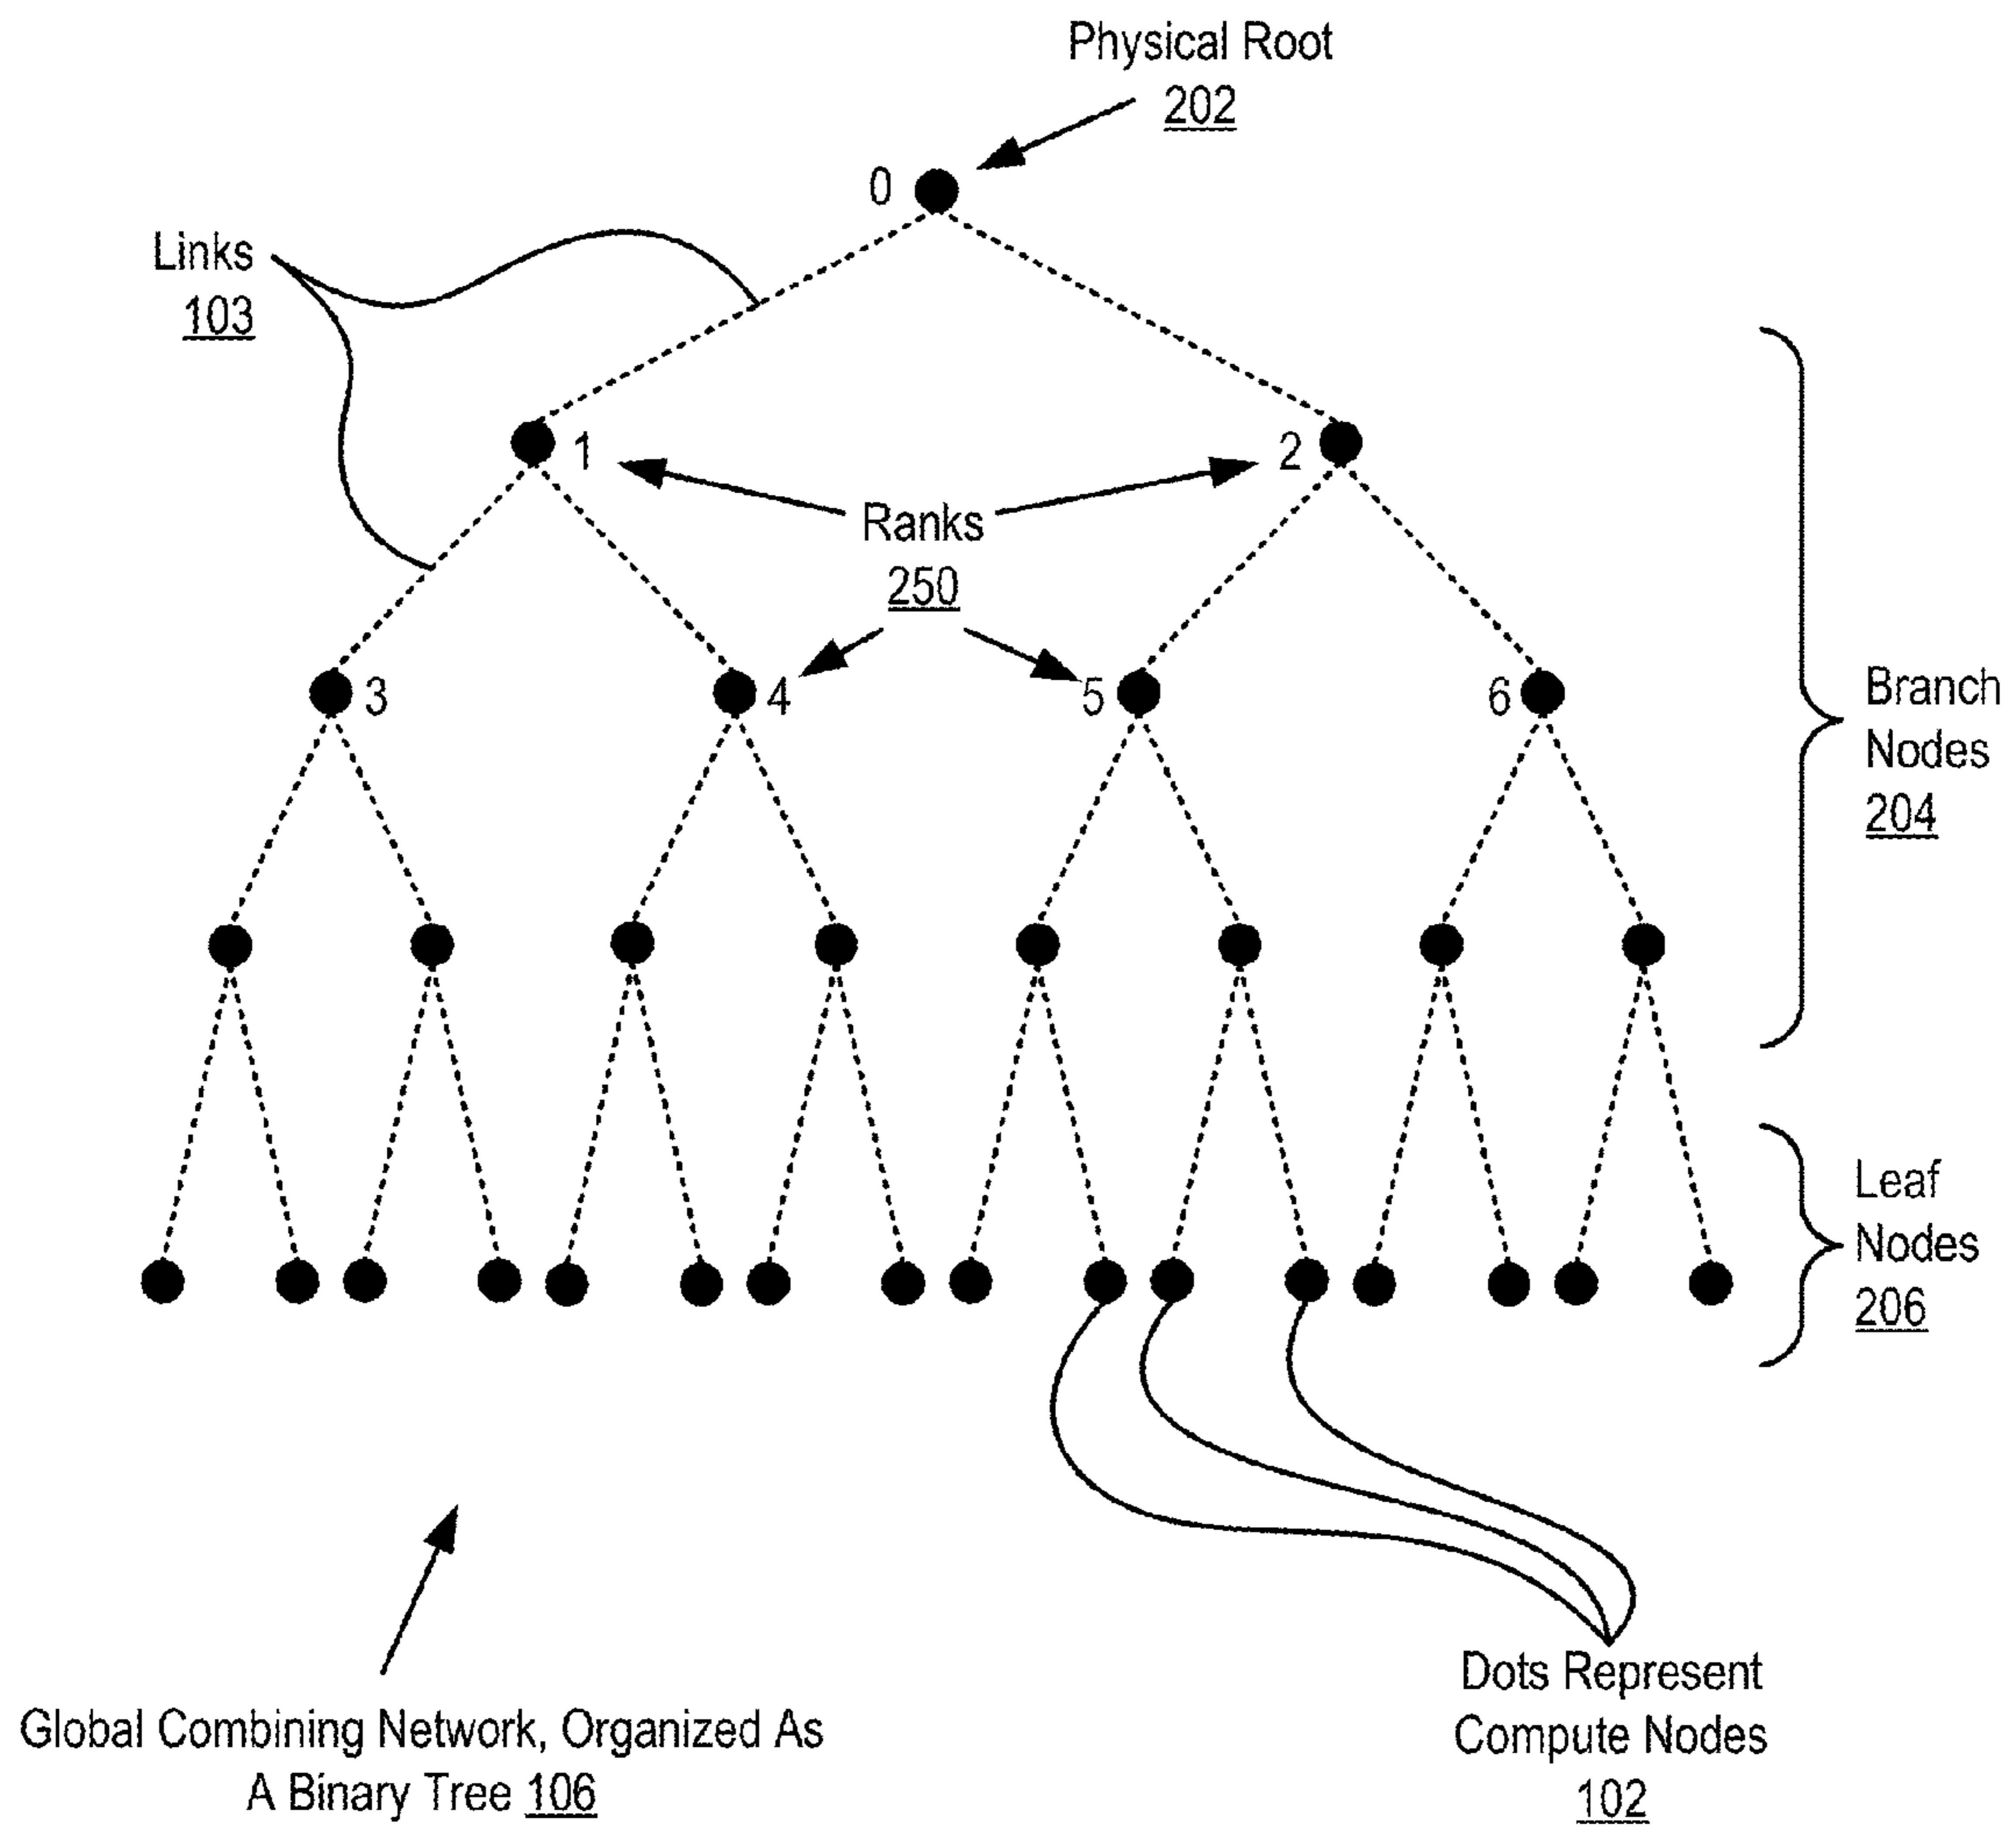 Physical Root
202
0
Links
103
1
2
Ranks
250
3
4
5
6
Branch
Nodes
204
Leaf
Nodes
206
Dots Represent
Compute Nodes
102
Global Combining Network, Organized As
A Binary Tree 106